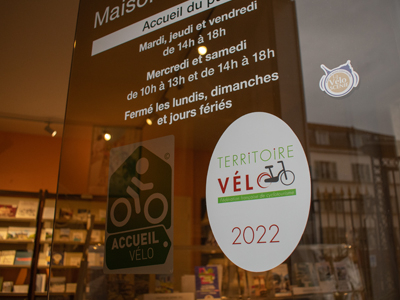 Maison
Accueil du pu
Mardi, jeudi et vendredi
de 14h à 18h
Mercredi et samedi
de 10h à 13h et de 14h à 18h
Fermé les lundis, dimanches
et jours fériés
TERRITOIRE
VÉLO
2022
ACCUEIL
VÉLO